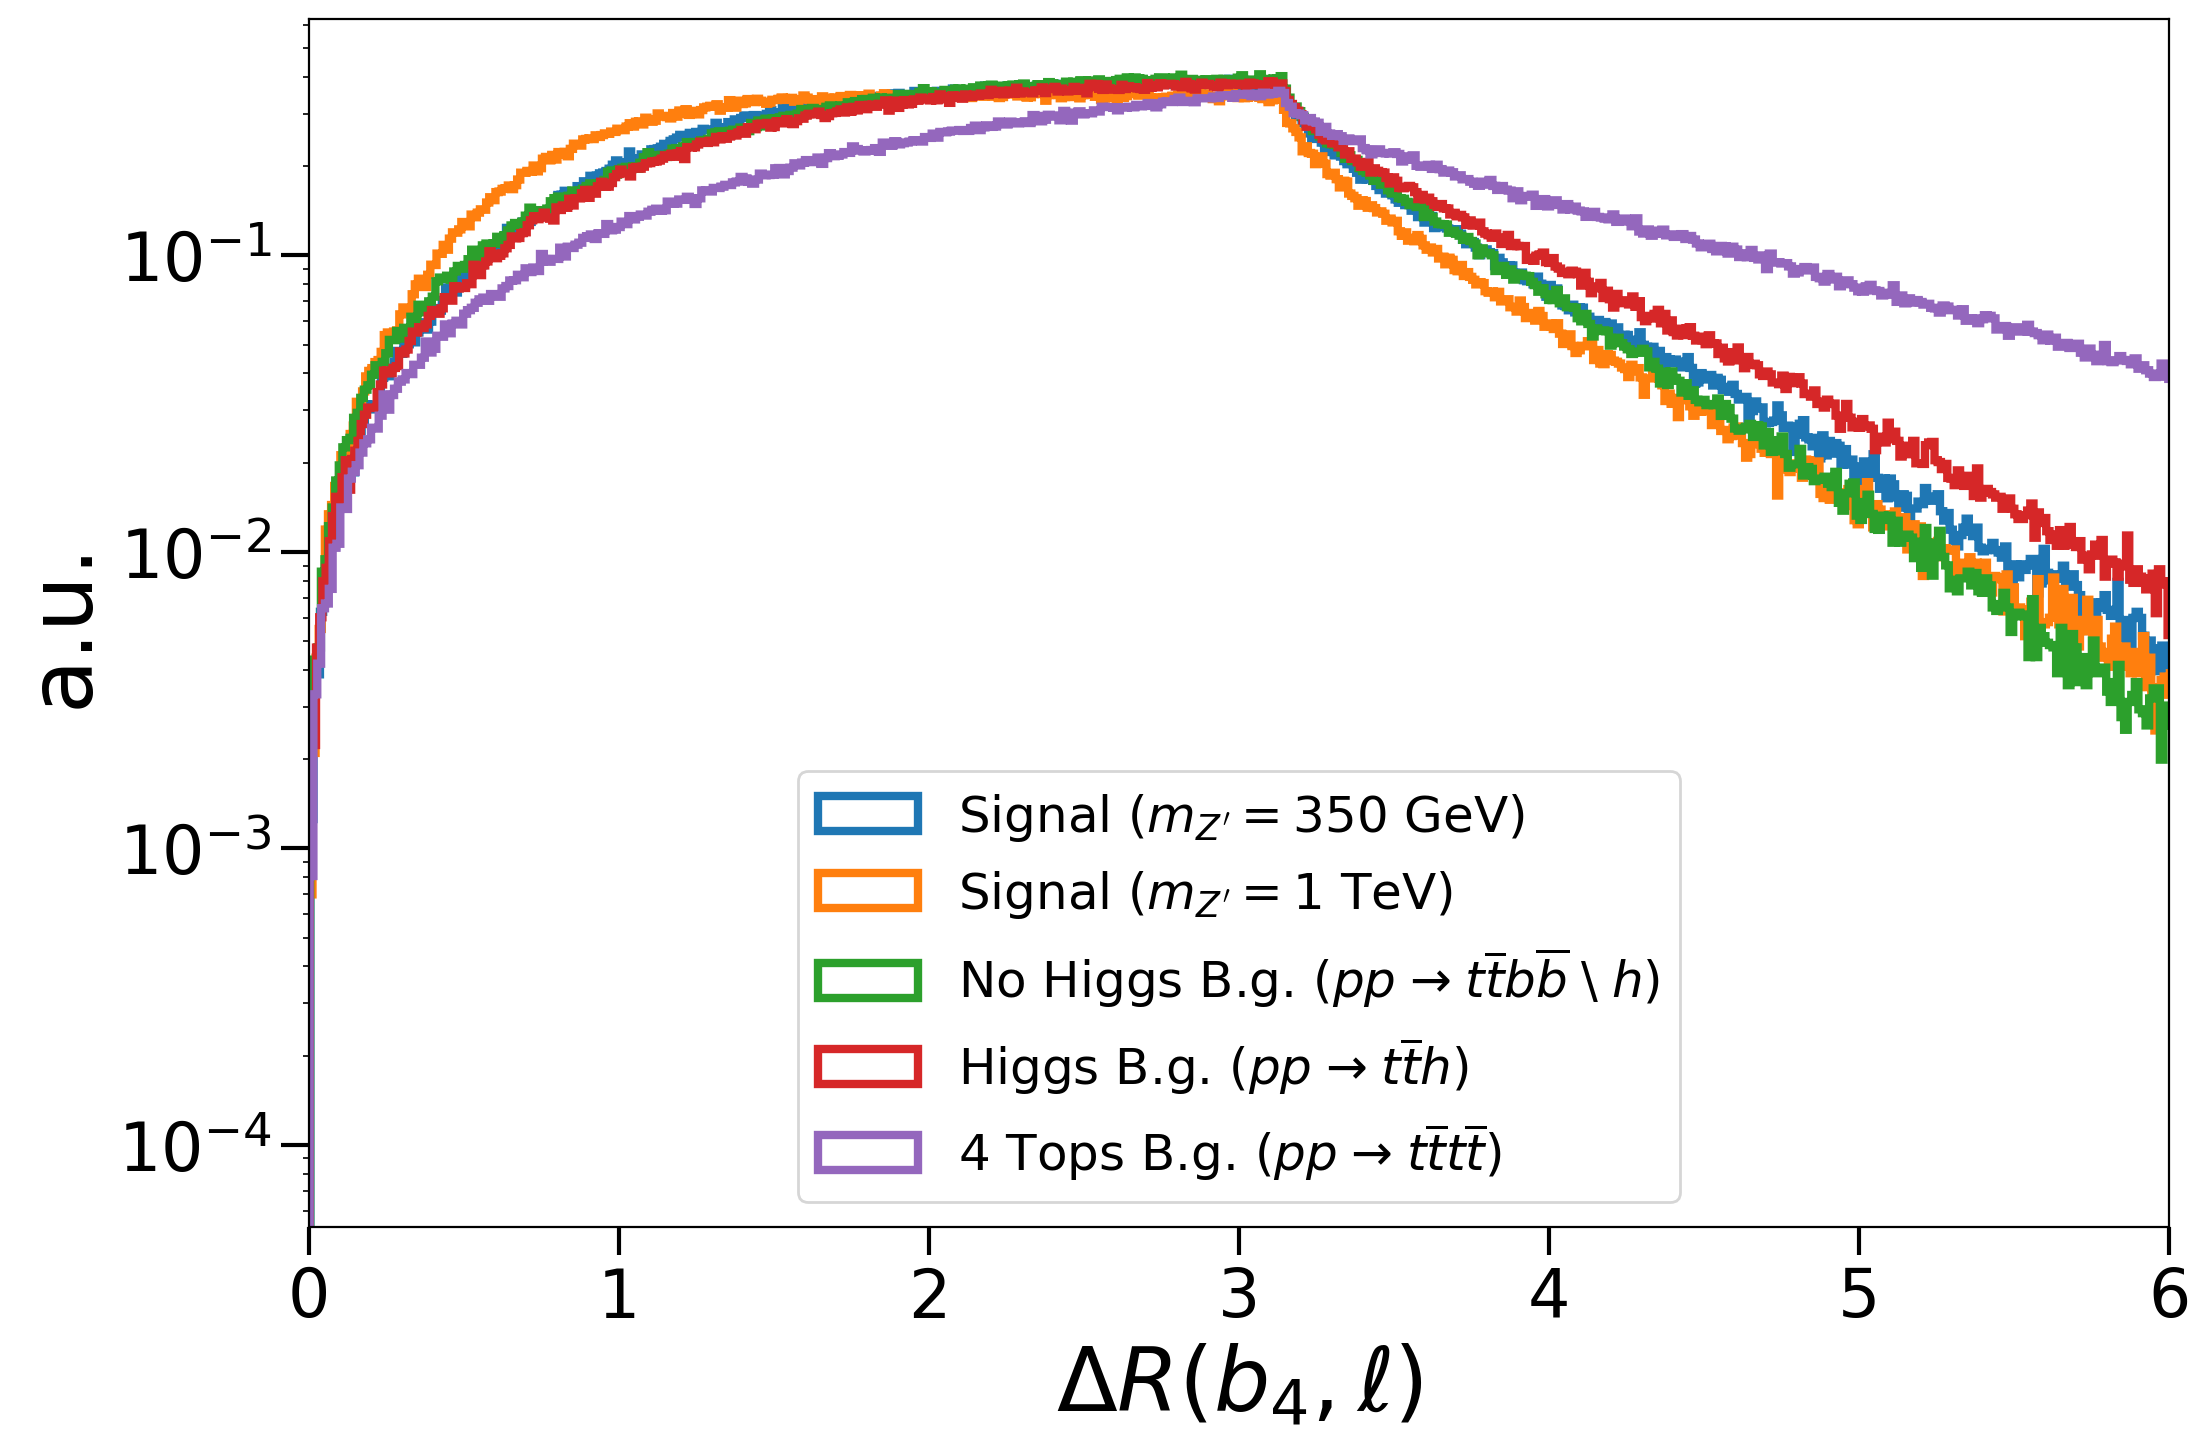 a.u.
10⁻¹
10⁻²
10⁻³
10⁻⁴
Signal (m_{Z′} = 350 GeV)
Signal (m_{Z′} = 1 TeV)
No Higgs B.g. (pp → tt̅bb̅ \ h)
Higgs B.g. (pp → tt̅h)
4 Tops B.g. (pp → tt̅tt̅)
0 1 2 3 4 5 6
ΔR(b₄, ℓ)